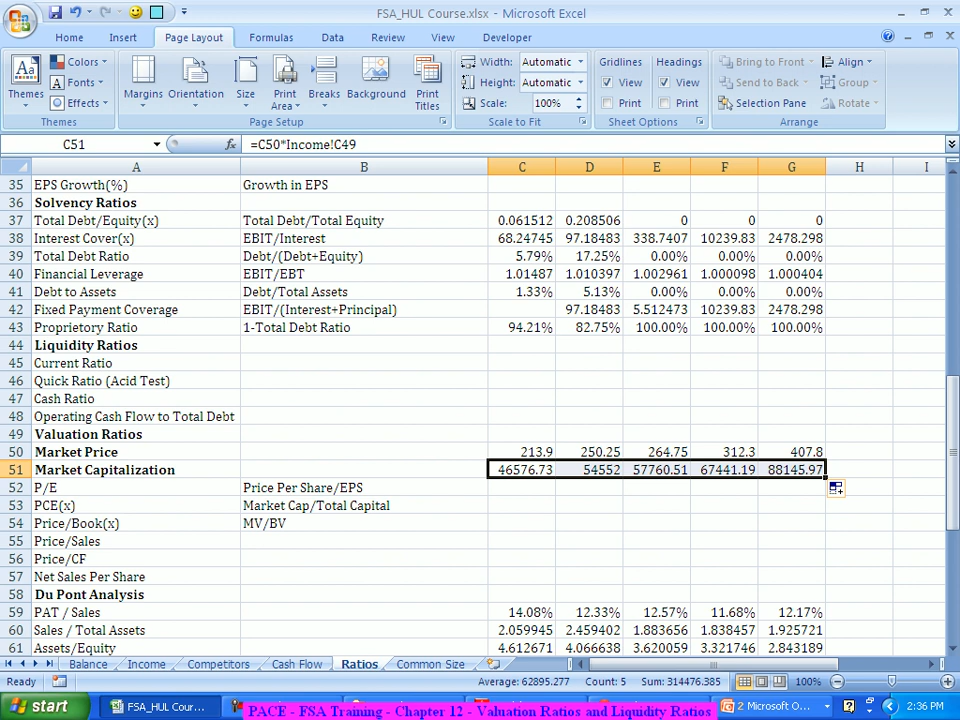 FSA_HUL Course.xlsx - Microsoft Excel
Home Insert Page Layout Formulas Data Review View Developer
Themes Colors Fonts Effects
Margins Orientation Size Print Area Breaks Background Print Titles
Width: Automatic
Height: Automatic
Scale: 100%
Gridlines View Print
Headings View Print
Bring to Front Send to Back Selection Pane Align Group Rotate
Themes Page Setup Scale to Fit Sheet Options Arrange
C51 fx =C50*Income!C49
A B C D E F G H I
35 EPS Growth(%) Growth in EPS
36 Solvency Ratios
37 Total Debt/Equity(x) Total Debt/Total Equity 0.061512 0.208506 0 0 0
38 Interest Cover(x) EBIT/Interest 68.24745 97.18483 338.7407 10239.83 2478.298
39 Total Debt Ratio Debt/(Debt+Equity) 5.79% 17.25% 0.00% 0.00% 0.00%
40 Financial Leverage EBIT/EBT 1.01487 1.010397 1.002961 1.000098 1.000404
41 Debt to Assets Debt/Total Assets 1.33% 5.13% 0.00% 0.00% 0.00%
42 Fixed Payment Coverage EBIT/(Interest+Principal) 97.18483 5.512473 10239.83 2478.298
43 Proprietory Ratio 1-Total Debt Ratio 94.21% 82.75% 100.00% 100.00% 100.00%
44 Liquidity Ratios
45 Current Ratio
46 Quick Ratio (Acid Test)
47 Cash Ratio
48 Operating Cash Flow to Total Debt
49 Valuation Ratios
50 Market Price 213.9 250.25 264.75 312.3 407.8
51 Market Capitalization 46576.73 54552 57760.51 67441.19 88145.97
52 P/E Price Per Share/EPS
53 PCE(x) Market Cap/Total Capital
54 Price/Book(x) MV/BV
55 Price/Sales
56 Price/CF
57 Net Sales Per Share
58 Du Pont Analysis
59 PAT / Sales 14.08% 12.33% 12.57% 11.68% 12.17%
60 Sales / Total Assets 2.059945 2.459402 1.883656 1.838457 1.925721
61 Assets/Equity 4.612671 4.066638 3.620059 3.321746 2.843189
Balance Income Competitors Cash Flow Ratios Common Size
Ready Average: 62895.277 Count: 5 Sum: 314476.385 100%
start FSA_HUL Cour... 2 Microsoft O... 2:36 PM
PACE - FSA Training - Chapter 12 - Valuation Ratios and Liquidity Ratios